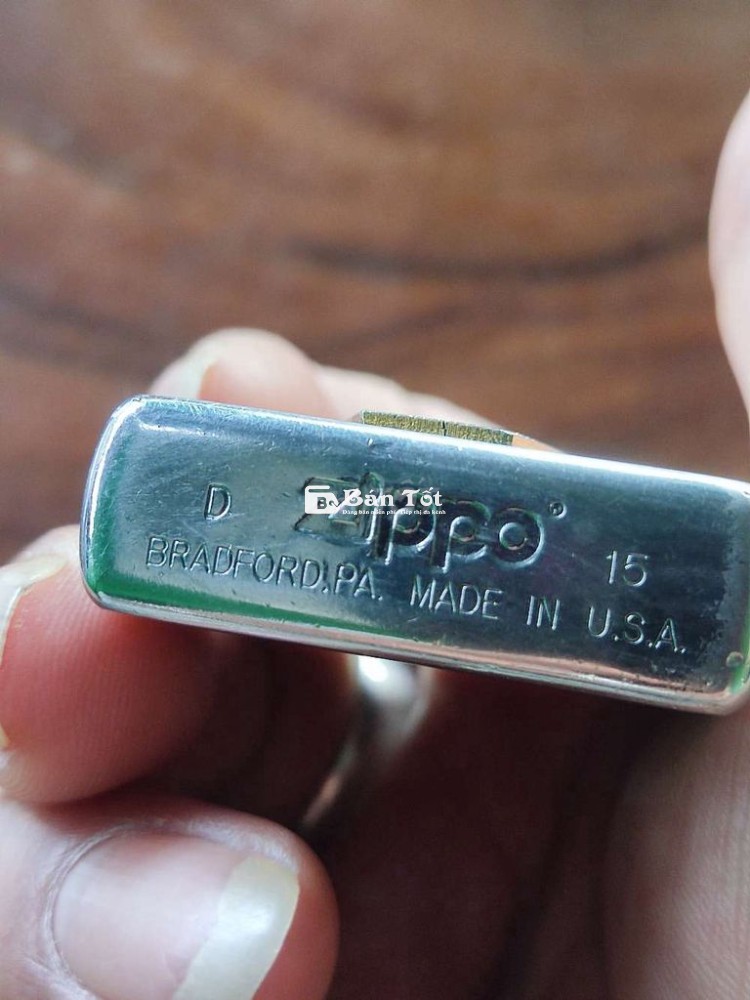 D Zippo® 15
BRADFORD,PA. MADE IN U.S.A.
Bán Tốt